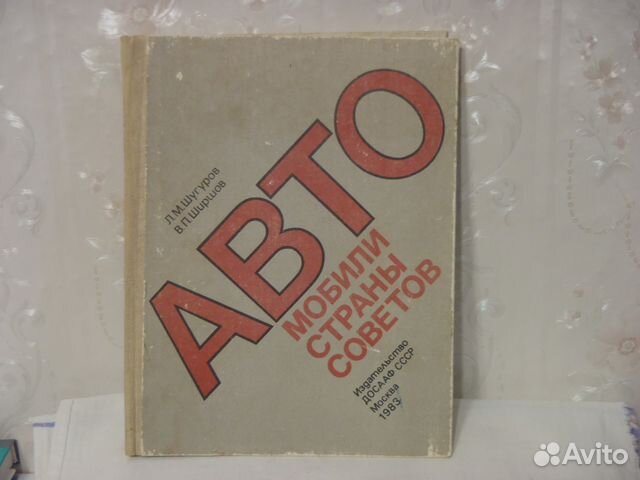 Л.М.Шугуров
В.П.Ширшов
АВТО
МОБИЛИ
СТРАНЫ
СОВЕТОВ
Издательство
ДОСААФ СССР
Москва
1983
Avito